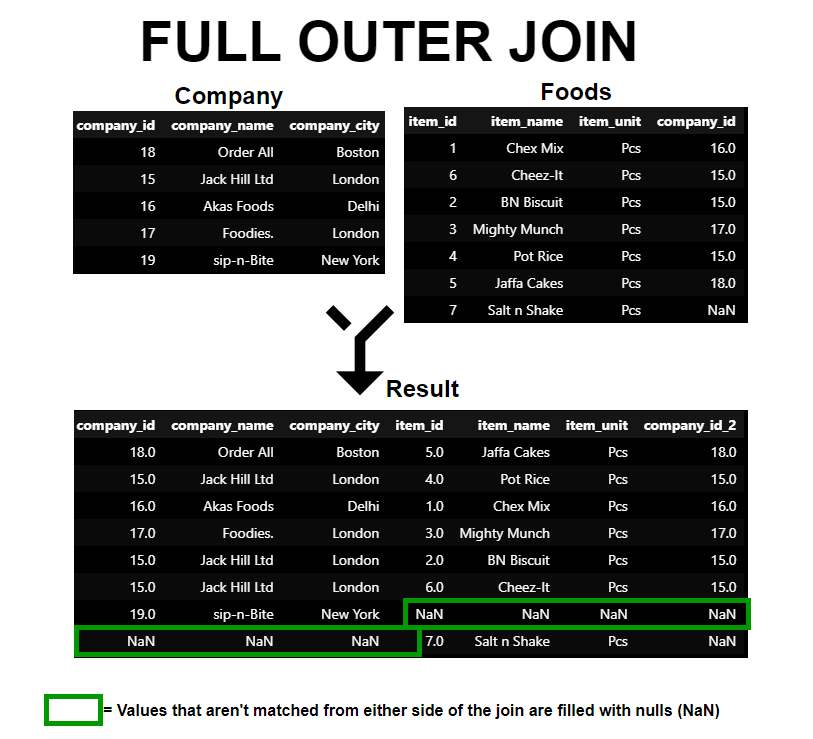 FULL OUTER JOIN
Company
company_id company_name company_city
18 Order All Boston
15 Jack Hill Ltd London
16 Akas Foods Delhi
17 Foodies. London
19 sip-n-Bite New York
Foods
item_id item_name item_unit company_id
1 Chex Mix Pcs 16.0
6 Cheez-It Pcs 15.0
2 BN Biscuit Pcs 15.0
3 Mighty Munch Pcs 17.0
4 Pot Rice Pcs 15.0
5 Jaffa Cakes Pcs 18.0
7 Salt n Shake Pcs NaN
Result
company_id company_name company_city item_id item_name item_unit company_id_2
18.0 Order All Boston 5.0 Jaffa Cakes Pcs 18.0
15.0 Jack Hill Ltd London 4.0 Pot Rice Pcs 15.0
16.0 Akas Foods Delhi 1.0 Chex Mix Pcs 16.0
17.0 Foodies. London 3.0 Mighty Munch Pcs 17.0
15.0 Jack Hill Ltd London 2.0 BN Biscuit Pcs 15.0
15.0 Jack Hill Ltd London 6.0 Cheez-It Pcs 15.0
19.0 sip-n-Bite New York NaN NaN NaN NaN
NaN NaN NaN 7.0 Salt n Shake Pcs NaN
= Values that aren't matched from either side of the join are filled with nulls (NaN)